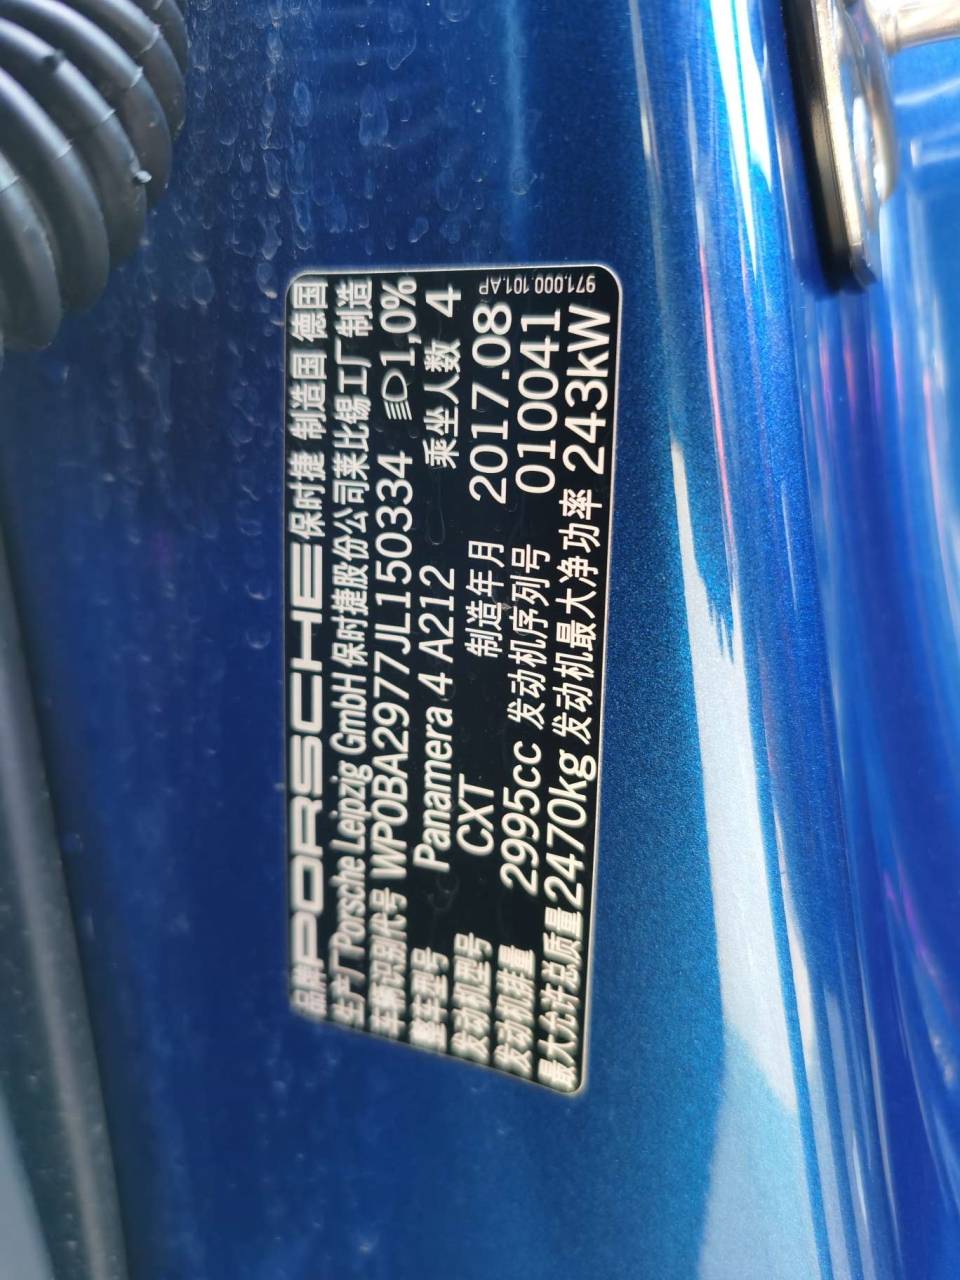 品牌 PORSCHE 保时捷 制造国 德国
生产厂 Porsche Leipzig GmbH 保时捷股份公司莱比锡工厂 制造
车辆识别代号 WP0BA2977JL150334 1,0%
整车型号 Panamera 4 A212 乘坐人数 4
发动机型号 CXT 制造年月 2017.08
发动机排量 2995cc 发动机序列号 010041
最大允许总质量 2470kg 发动机最大净功率 243kW
971.000.101.AP